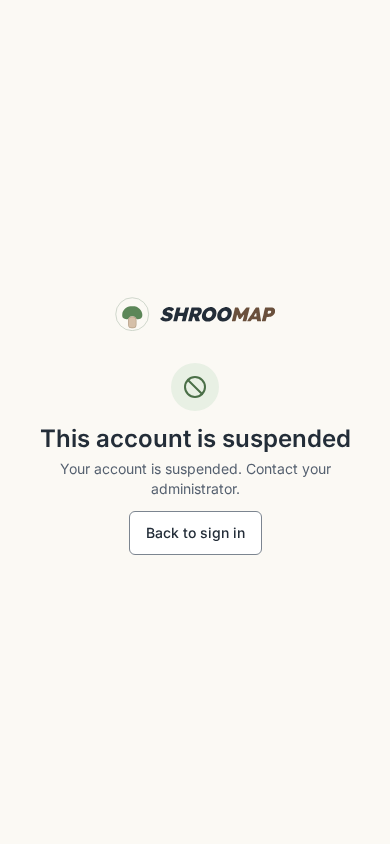 SHROOMAP
This account is suspended
Your account is suspended. Contact your
administrator.
Back to sign in